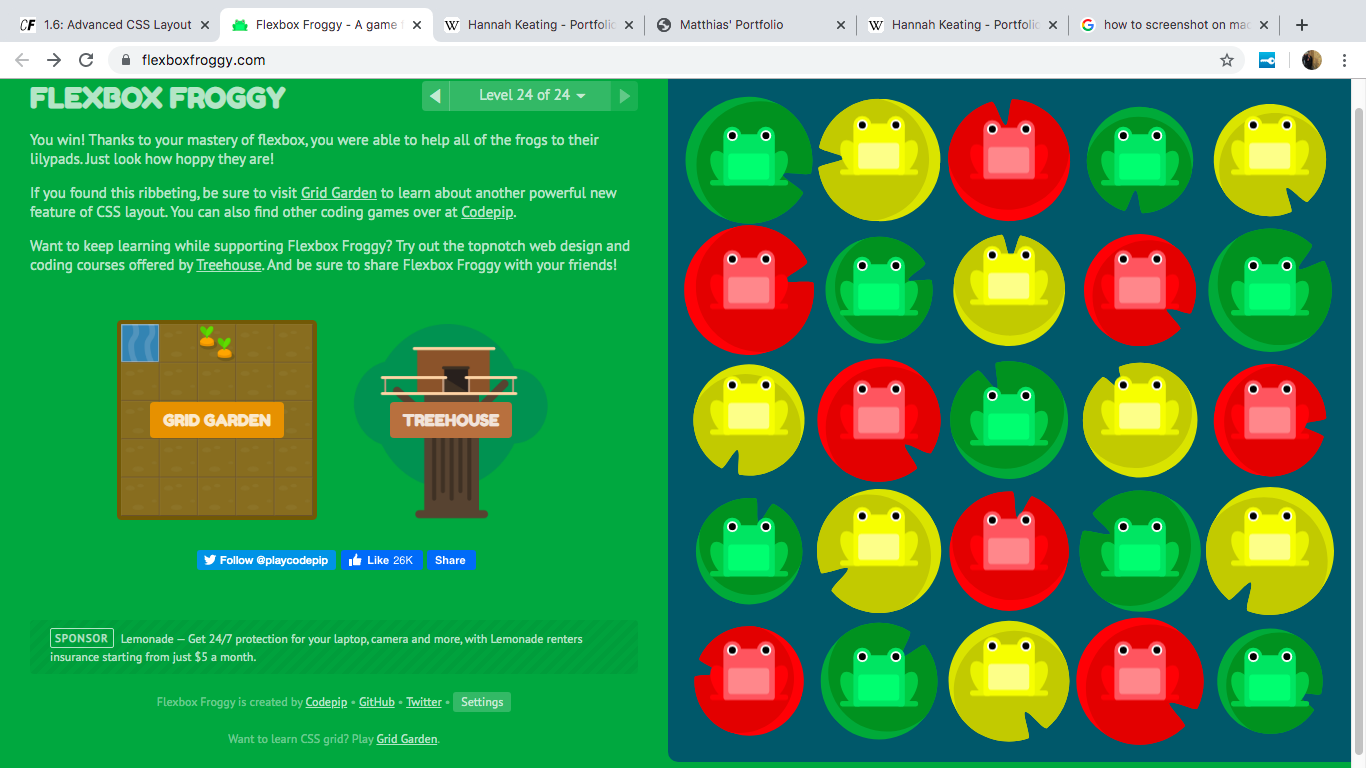 1.6: Advanced CSS Layout
Flexbox Froggy - A game
Hannah Keating - Portfolio
Matthias' Portfolio
Hannah Keating - Portfolio
how to screenshot on mac
flexboxfroggy.com
FLEXBOX FROGGY
Level 24 of 24
You win! Thanks to your mastery of flexbox, you were able to help all of the frogs to their
lilypads. Just look how hoppy they are!
If you found this ribbeting, be sure to visit Grid Garden to learn about another powerful new
feature of CSS layout. You can also find other coding games over at Codepip.
Want to keep learning while supporting Flexbox Froggy? Try out the topnotch web design and
coding courses offered by Treehouse. And be sure to share Flexbox Froggy with your friends!
GRID GARDEN
TREEHOUSE
Follow @playcodepip
Like 26K
Share
SPONSOR Lemonade — Get 24/7 protection for your laptop, camera and more, with Lemonade renters
insurance starting from just $5 a month.
Flexbox Froggy is created by Codepip • GitHub • Twitter • Settings
Want to learn CSS grid? Play Grid Garden.